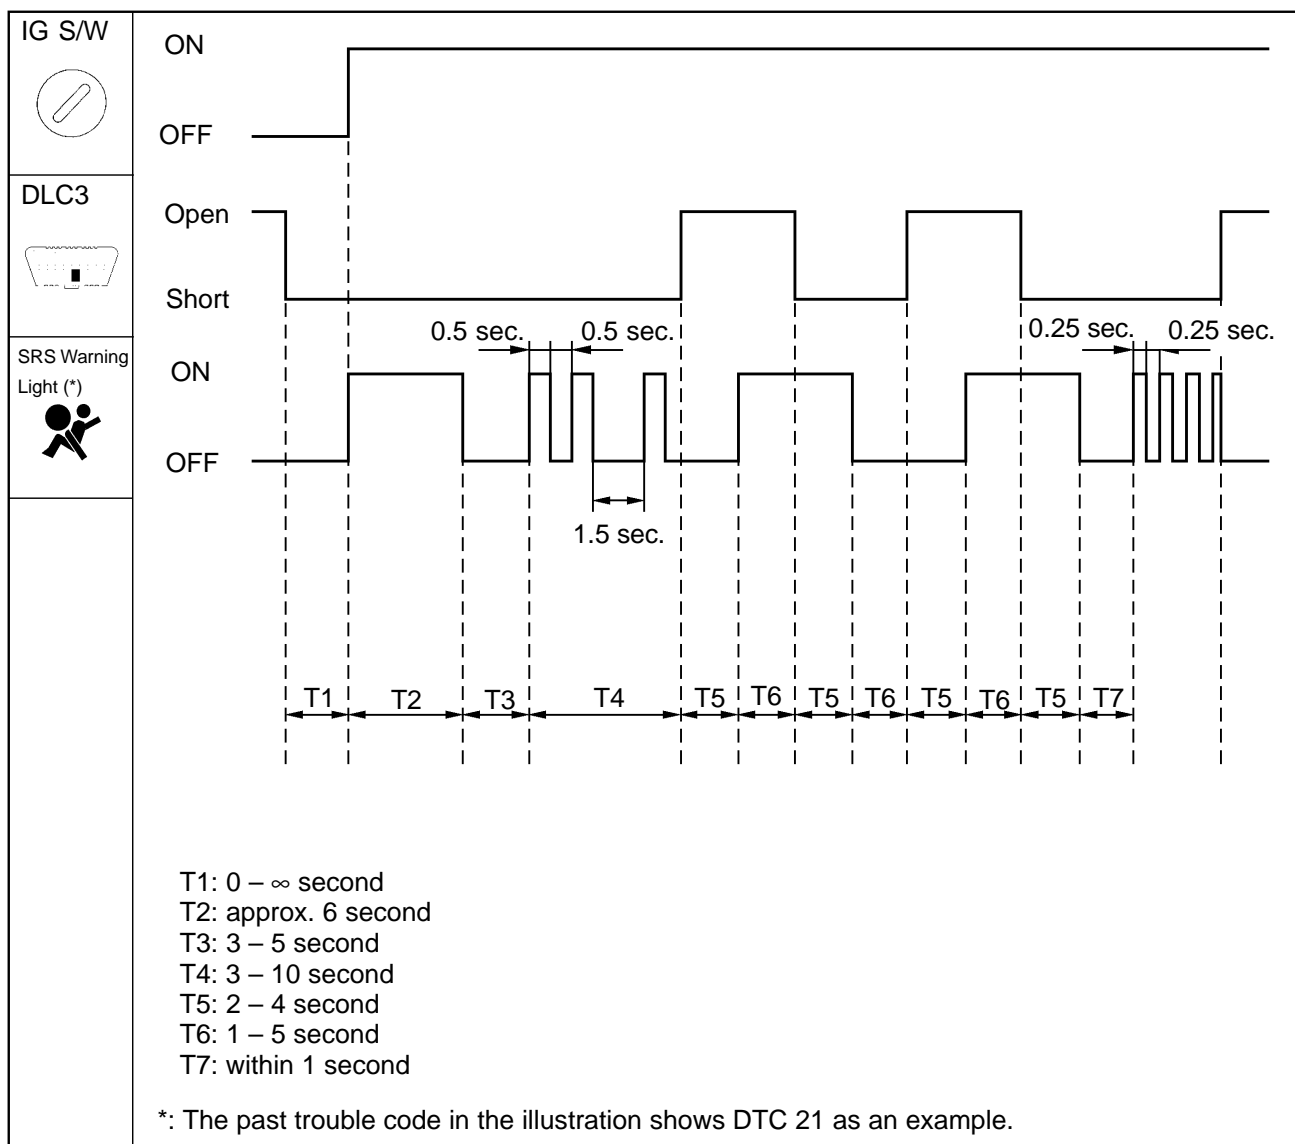 IG S/W
ON
OFF
DLC3
Open
Short
0.5 sec. 0.5 sec. 0.25 sec. 0.25 sec.
SRS Warning
Light (*)
ON
OFF
1.5 sec.
T1 T2 T3 T4 T5 T6 T5 T6 T5 T6 T5 T7
T1: 0 – ∞ second
T2: approx. 6 second
T3: 3 – 5 second
T4: 3 – 10 second
T5: 2 – 4 second
T6: 1 – 5 second
T7: within 1 second
*: The past trouble code in the illustration shows DTC 21 as an example.